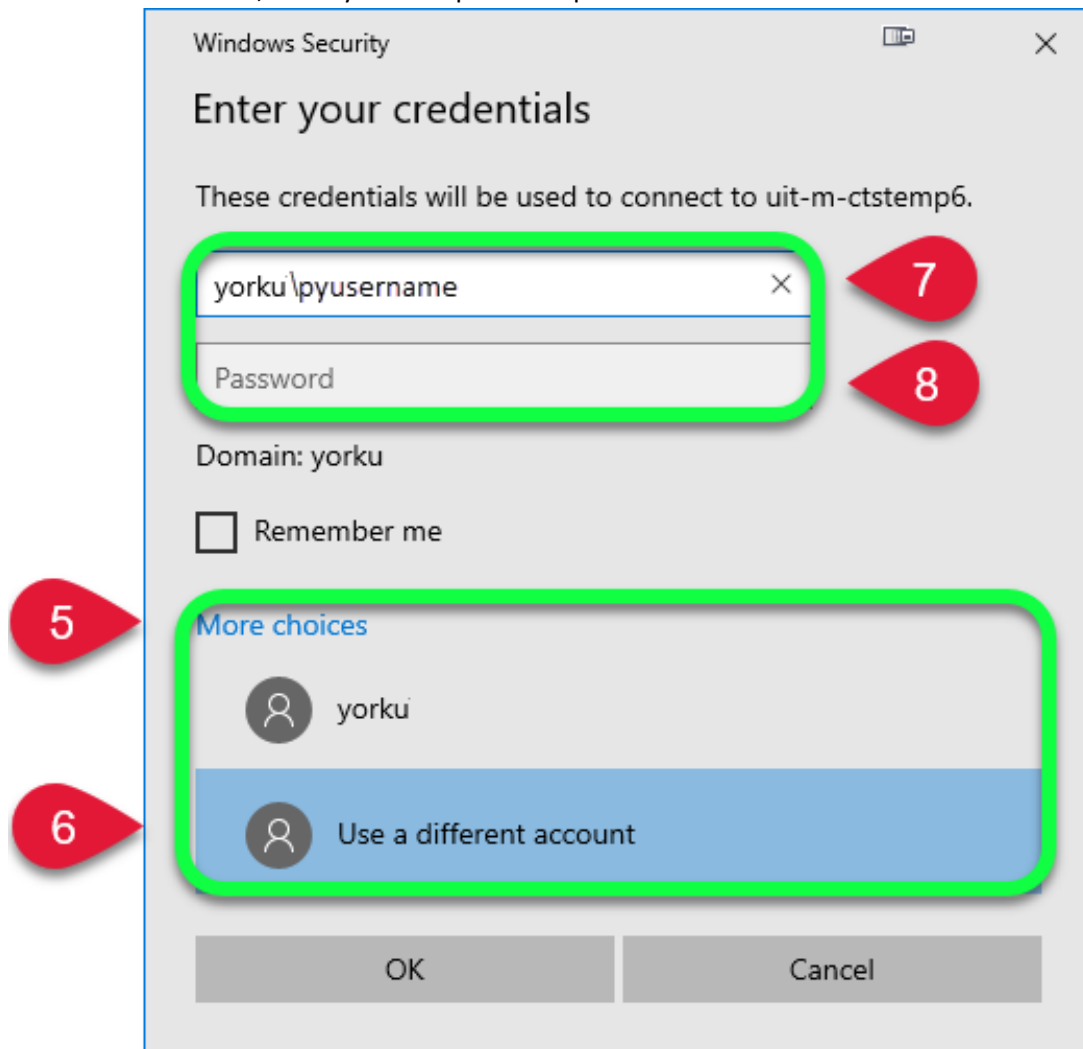 Windows Security
Enter your credentials
These credentials will be used to connect to uit-m-ctstemp6.
yorku\pyusername
7
Password
8
Domain: yorku
Remember me
5
More choices
yorku
6
Use a different account
OK Cancel